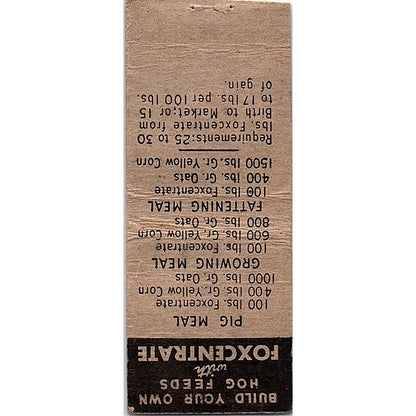 BUILD YOUR OWN
HOG FEEDS
with
FOXCENTRATE
PIG MEAL
100 lbs. Foxcentrate
400 lbs. Gr. Yellow Corn
1000 lbs. Gr. Oats
GROWING MEAL
100 lbs. Foxcentrate
600 lbs. Gr. Yellow Corn
800 lbs. Gr. Oats
FATTENING MEAL
100 lbs. Foxcentrate
400 lbs. Gr. Oats
1500 lbs. Gr. Yellow Corn
Requirements: 25 to 30
lbs. Foxcentrate from
Birth to Market; or 15
to 17 lbs. per 100 lbs.
of gain.